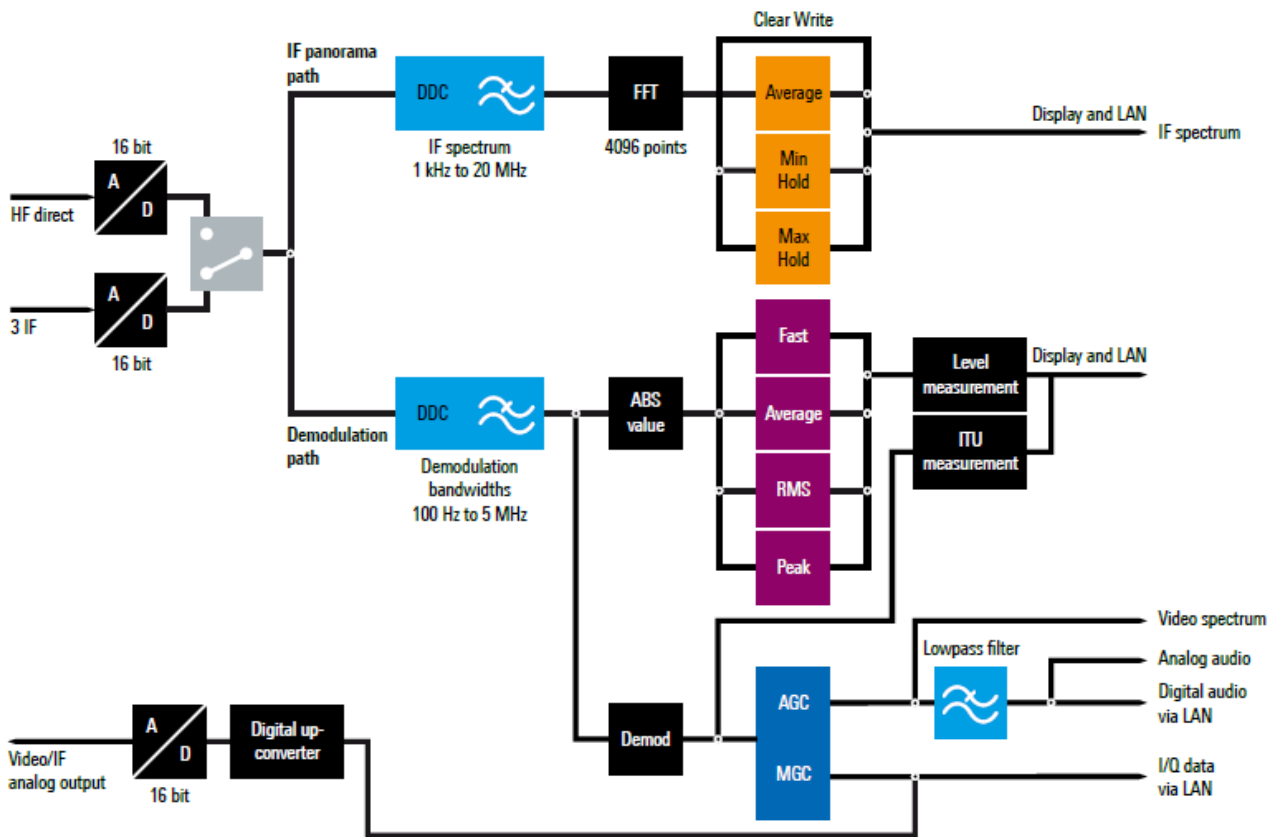 Clear Write
IF panorama
path
DDC
FFT
Average
Display and LAN
IF spectrum
IF spectrum
1 kHz to 20 MHz
4096 points
Min
Hold
Max
Hold
16 bit
A
D
HF direct
A
D
3 IF
16 bit
Fast
Level
measurement
Display and LAN
DDC
ABS
value
Average
ITU
measurement
Demodulation
path
Demodulation
bandwidths
100 Hz to 5 MHz
RMS
Peak
Video spectrum
Lowpass filter
Analog audio
AGC
Digital audio
via LAN
Demod
MGC
I/Q data
via LAN
A
D
Digital up-
converter
Video/IF
analog output
16 bit